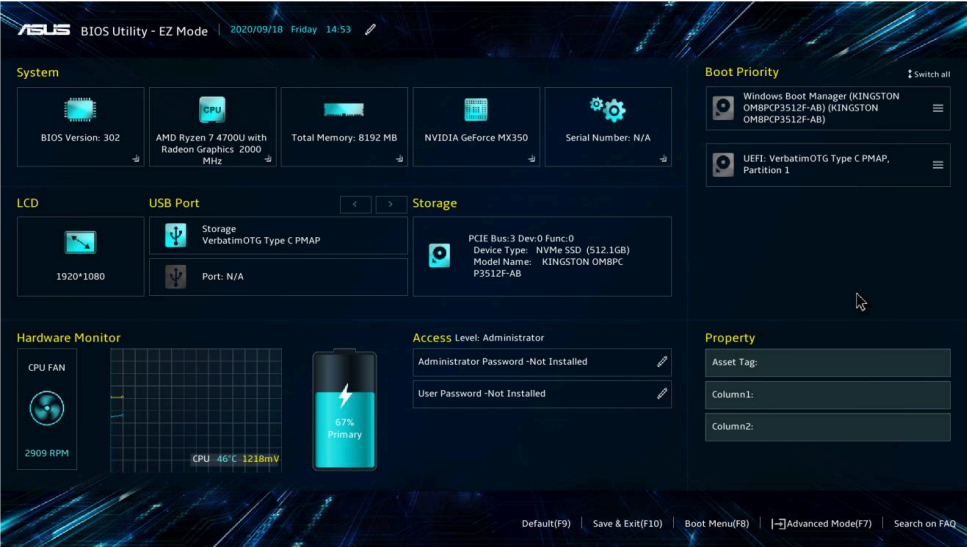 ASUS BIOS Utility - EZ Mode 2020/09/18 Friday 14:53
System
BIOS Version: 302
CPU
AMD Ryzen 7 4700U with
Radeon Graphics 2000
MHz
Total Memory: 8192 MB
NVIDIA GeForce MX350
Serial Number: N/A
Boot Priority
Switch all
Windows Boot Manager (KINGSTON
OM8PCP3512F-AB) (KINGSTON
OM8PCP3512F-AB)
UEFI: VerbatimOTG Type C PMAP,
Partition 1
LCD
1920*1080
USB Port
< >
Storage
VerbatimOTG Type C PMAP
Port: N/A
Storage
PCIE Bus:3 Dev:0 Func:0
Device Type: NVMe SSD (512.1GB)
Model Name: KINGSTON OM8PC
P3512F-AB
Hardware Monitor
CPU FAN
2909 RPM
CPU 46°C 1218mV
67%
Primary
Access Level: Administrator
Administrator Password -Not Installed
User Password -Not Installed
Property
Asset Tag:
Column1:
Column2:
Default(F9) Save & Exit(F10) Boot Menu(F8) Advanced Mode(F7) Search on FAQ